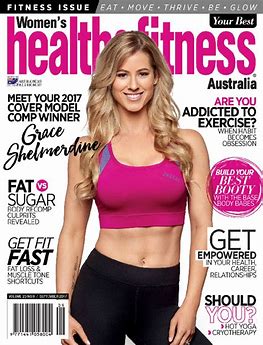 FITNESS ISSUE EAT • MOVE • THRIVE • BE • GLOW
Women's
Your Best
health&fitness
Australia
MEET YOUR 2017
COVER MODEL
COMP WINNER
Grace
Shelmerdine
FAT VS
SUGAR
BODY RECOMP
CULPRITS
REVEALED
GET FIT
FAST
FAT LOSS &
MUSCLE TONE
SHORTCUTS
ARE YOU
ADDICTED TO
EXERCISE?
WHEN HABIT
BECOMES
OBSESSION
BUILD YOUR
BEST
BOOTY
WITH THE BASE
BODY BABES
GET
EMPOWERED
IN YOUR HEALTH,
CAREER,
RELATIONSHIPS
SHOULD
YOU?
HOT YOGA
CRYOTHERAPY